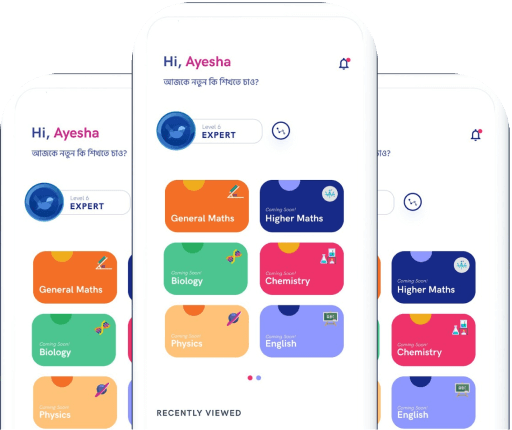 Hi, Ayesha
আজকে নতুন কি শিখতে চাও?
Level 5
EXPERT
General Maths
Coming Soon!
Higher Maths
Coming Soon!
Biology
Coming Soon!
Chemistry
Coming Soon!
Physics
Coming Soon!
English
RECENTLY VIEWED
Hi, Ayesha
আজকে নতুন কি শিখতে চাও?
Level 5
EXPERT
General Maths
Coming Soon!
Biology
Coming Soon!
Physics
চাও?
Coming Soon!
Higher Maths
Coming Soon!
Chemistry
Coming Soon!
English